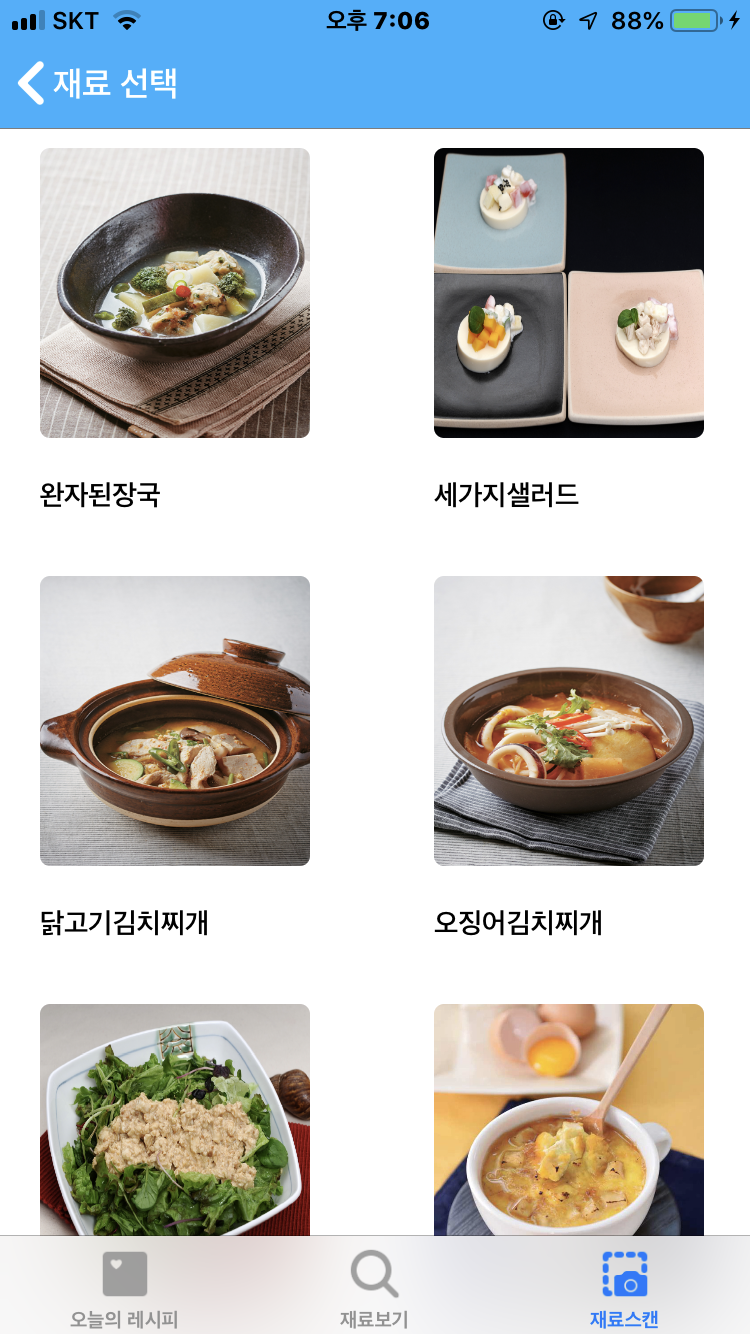 SKT
오후 7:06
88%
재료 선택
완자된장국
세가지샐러드
닭고기김치찌개
오징어김치찌개
오늘의 레시피
재료보기
재료스캔